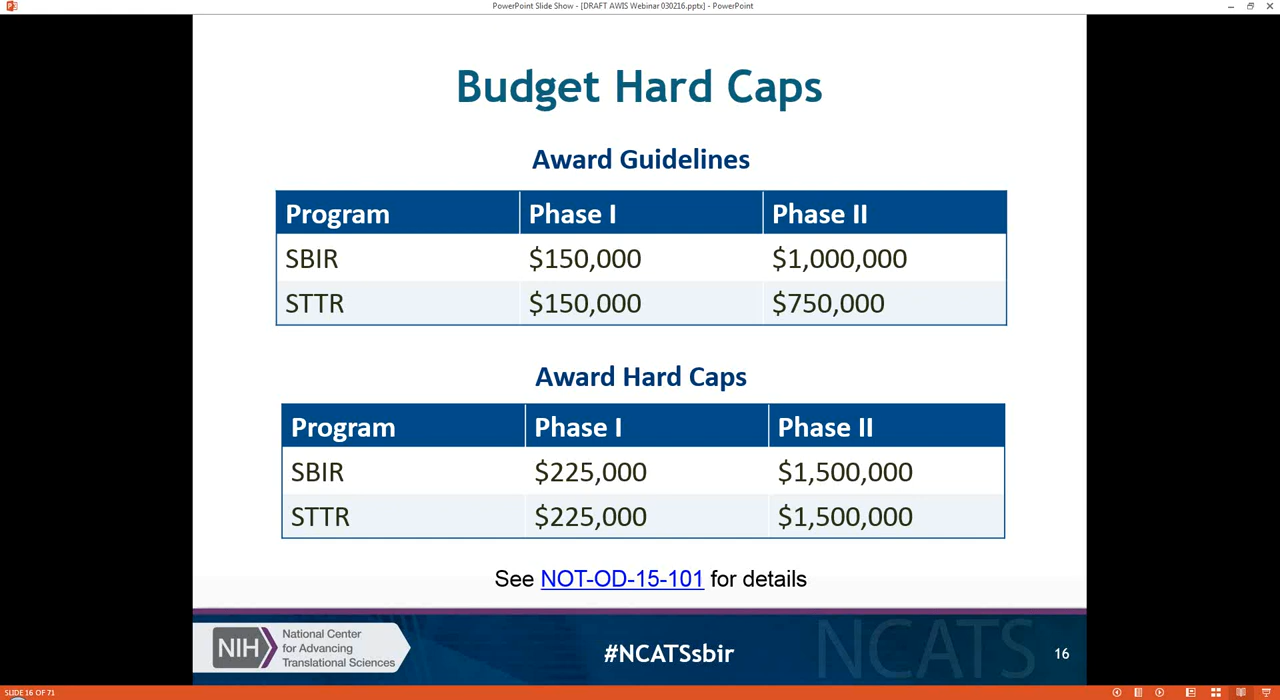 PowerPoint Slide Show - [DRAFT AWIS Webinar 030216.pptx] - PowerPoint
Budget Hard Caps
Award Guidelines
Program Phase I Phase II
SBIR $150,000 $1,000,000
STTR $150,000 $750,000
Award Hard Caps
Program Phase I Phase II
SBIR $225,000 $1,500,000
STTR $225,000 $1,500,000
See NOT-OD-15-101 for details
NIH
National Center
for Advancing
Translational Sciences
#NCATSsbir
NCATS
16
SLIDE 16 OF 71